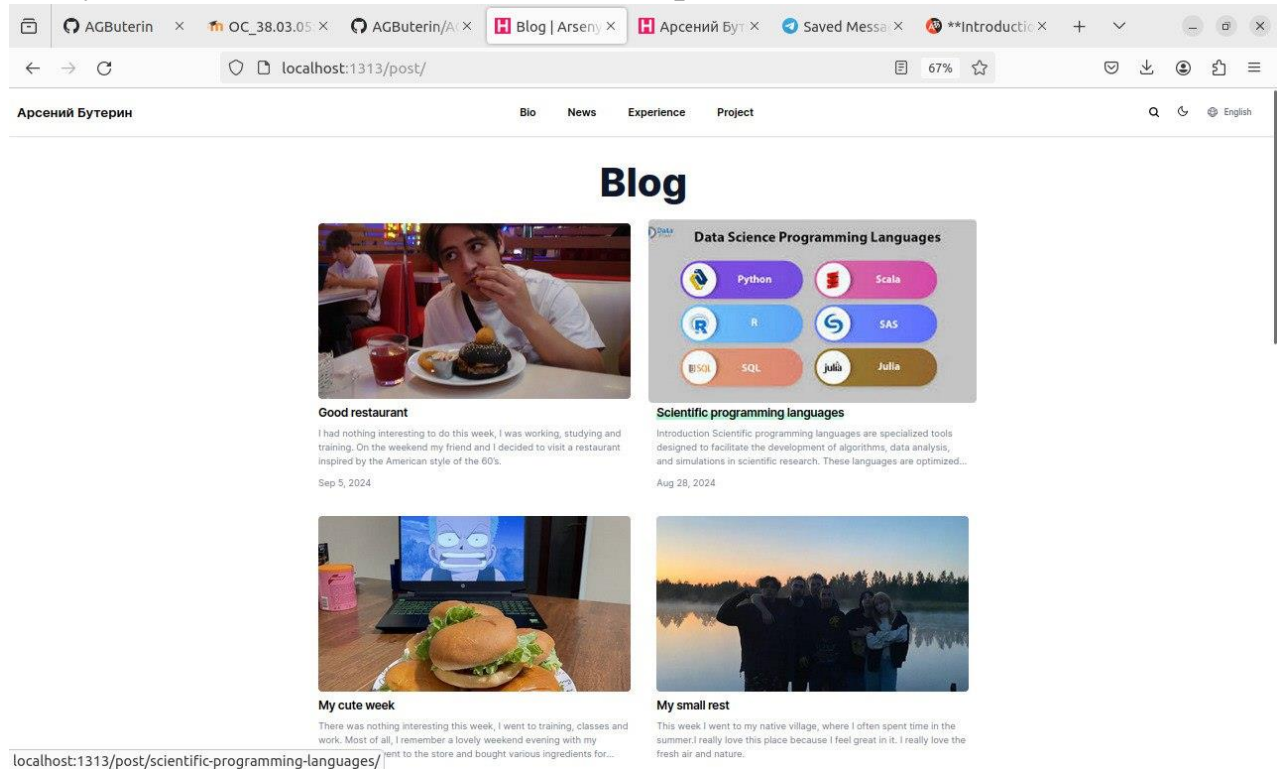 AGButerin
OC_38.03.05
AGButerin/A
Blog | Arseny
Арсений Бут
Saved Messa
**Introductio
localhost:1313/post/
67%
Арсений Бутерин
Bio
News
Experience
Project
English
Blog
Data Science Programming Languages
Python
Scala
R
SAS
SQL
SQL
julia
Julia
Good restaurant
I had nothing interesting to do this week, I was working, studying and
training. On the weekend my friend and I decided to visit a restaurant
inspired by the American style of the 60's.
Sep 5, 2024
Scientific programming languages
Introduction Scientific programming languages are specialized tools
designed to facilitate the development of algorithms, data analysis,
and simulations in scientific research. These languages are optimized...
Aug 28, 2024
My cute week
There was nothing interesting this week, I went to training, classes and
work. Most of all, I remember a lovely weekend evening with my
ent to the store and bought various ingredients for...
My small rest
This week I went to my native village, where I often spent time in the
summer.I really love this place because I feel great in it. I really love the
fresh air and nature.
localhost:1313/post/scientific-programming-languages/